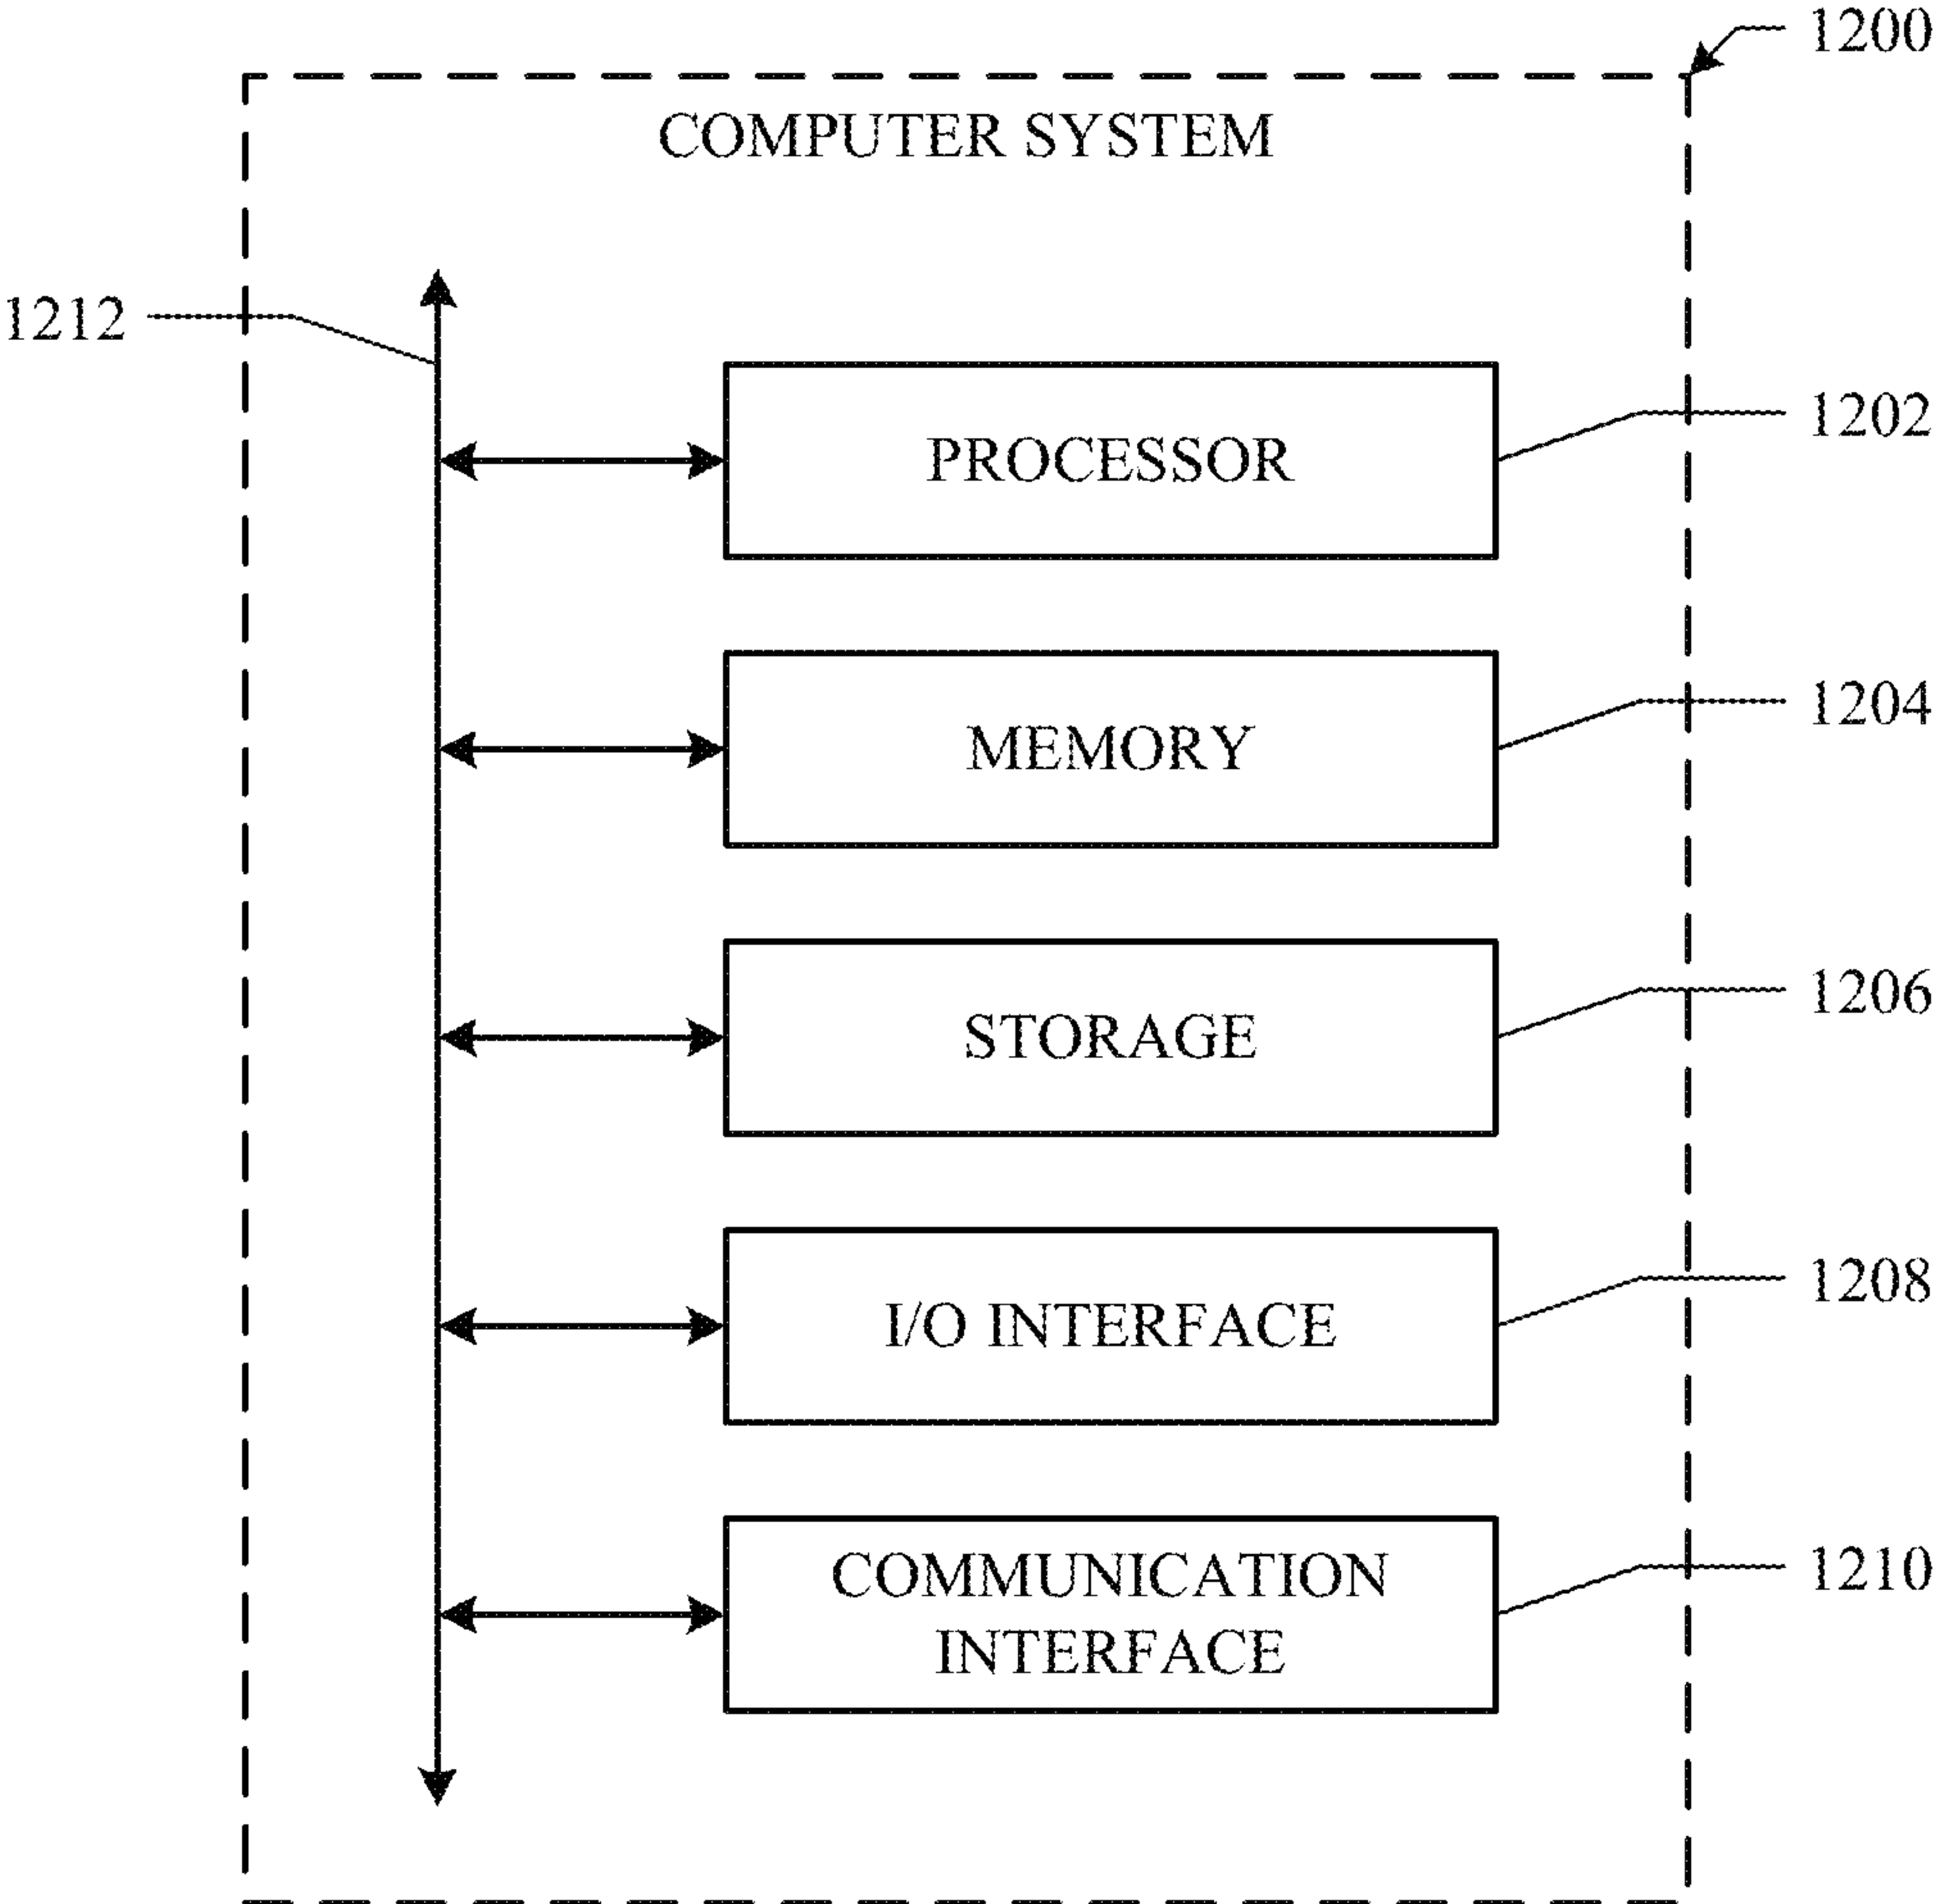 1200
COMPUTER SYSTEM
1212
PROCESSOR
1202
MEMORY
1204
STORAGE
1206
I/O INTERFACE
1208
COMMUNICATION
INTERFACE
1210